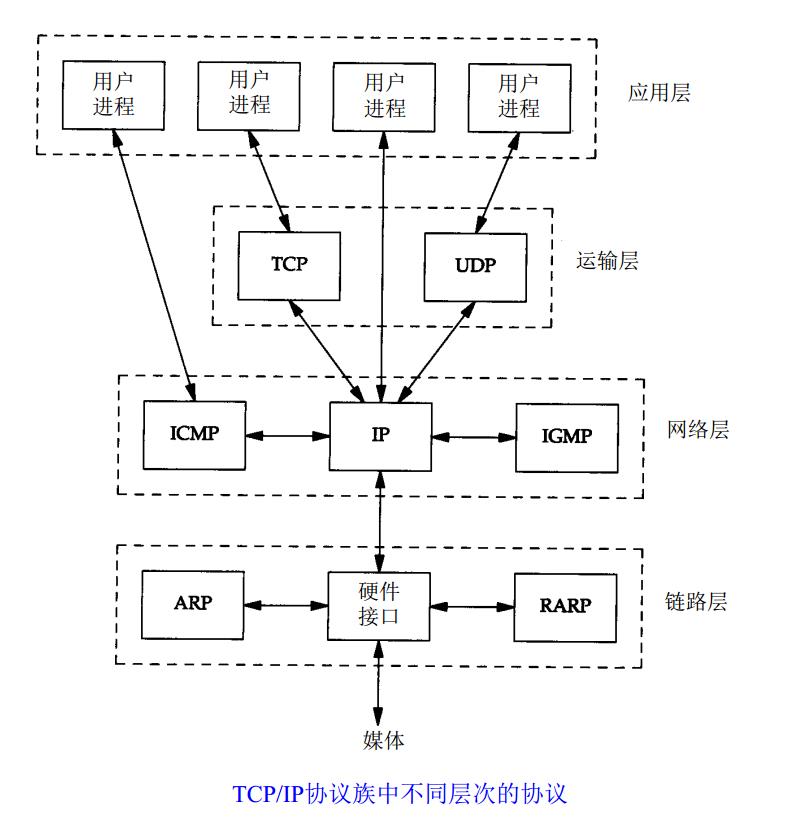 用户
进程
用户
进程
用户
进程
用户
进程
应用层
TCP
UDP
运输层
ICMP
IP
IGMP
网络层
ARP
硬件
接口
RARP
链路层
媒体
TCP/IP协议族中不同层次的协议